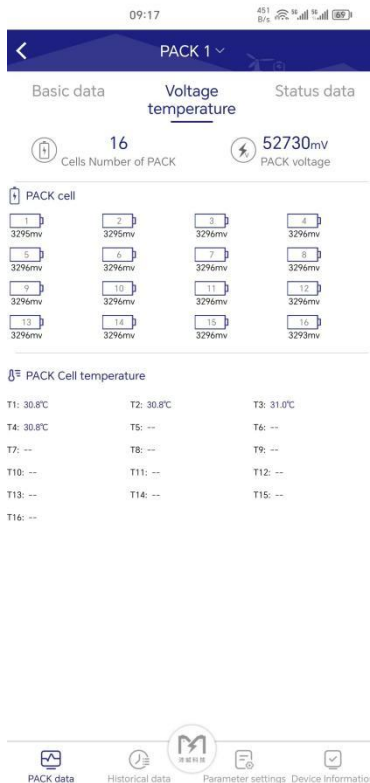 09:17
451 B/s 5G 5G 69
PACK 1
Basic data Voltage temperature Status data
16 52730mV
Cells Number of PACK PACK voltage
PACK cell
1 2 3 4
3295mv 3295mv 3296mv 3296mv
5 6 7 8
3296mv 3296mv 3296mv 3296mv
9 10 11 12
3296mv 3296mv 3296mv 3296mv
13 14 15 16
3296mv 3296mv 3296mv 3293mv
PACK Cell temperature
T1: 30.8℃ T2: 30.8℃ T3: 31.0℃
T4: 30.8℃ T5: -- T6: --
T7: -- T8: -- T9: --
T10: -- T11: -- T12: --
T13: -- T14: -- T15: --
T16: --
PACK data Historical data Parameter settings Device Informatio